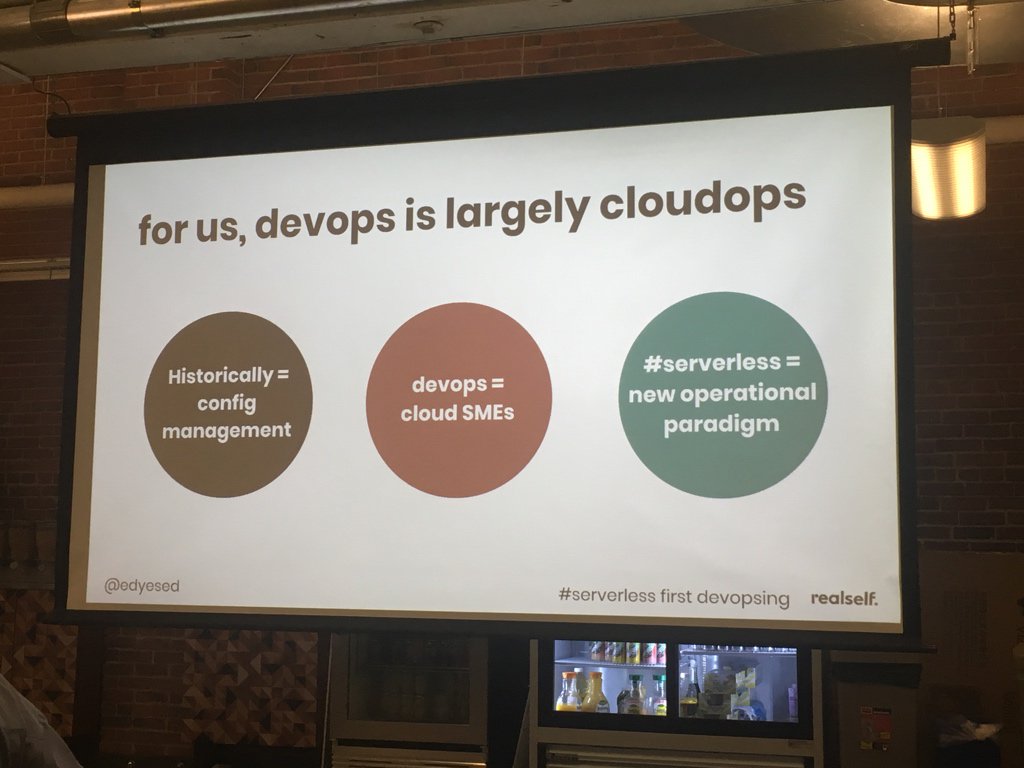 for us, devops is largely cloudops
Historically =
config
management
devops =
cloud SMEs
#serverless =
new operational
paradigm
@edyesed
#serverless first devopsing
realself.